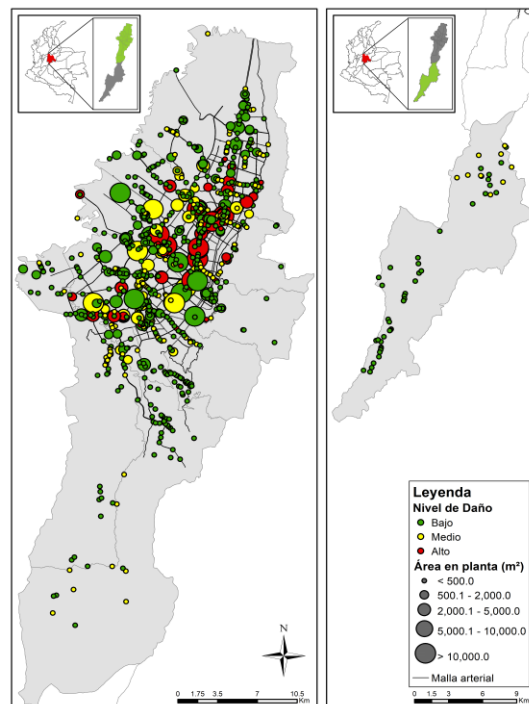 Leyenda
Nivel de Daño
Bajo
Medio
Alto
Área en planta (m²)
< 500.0
500.1 - 2,000.0
2,000.1 - 5,000.0
5,000.1 - 10,000.0
> 10,000.0
Malla arterial
N
0 1.75 3.5 7 10.5
Km
0 1.5 3 6 9
Km